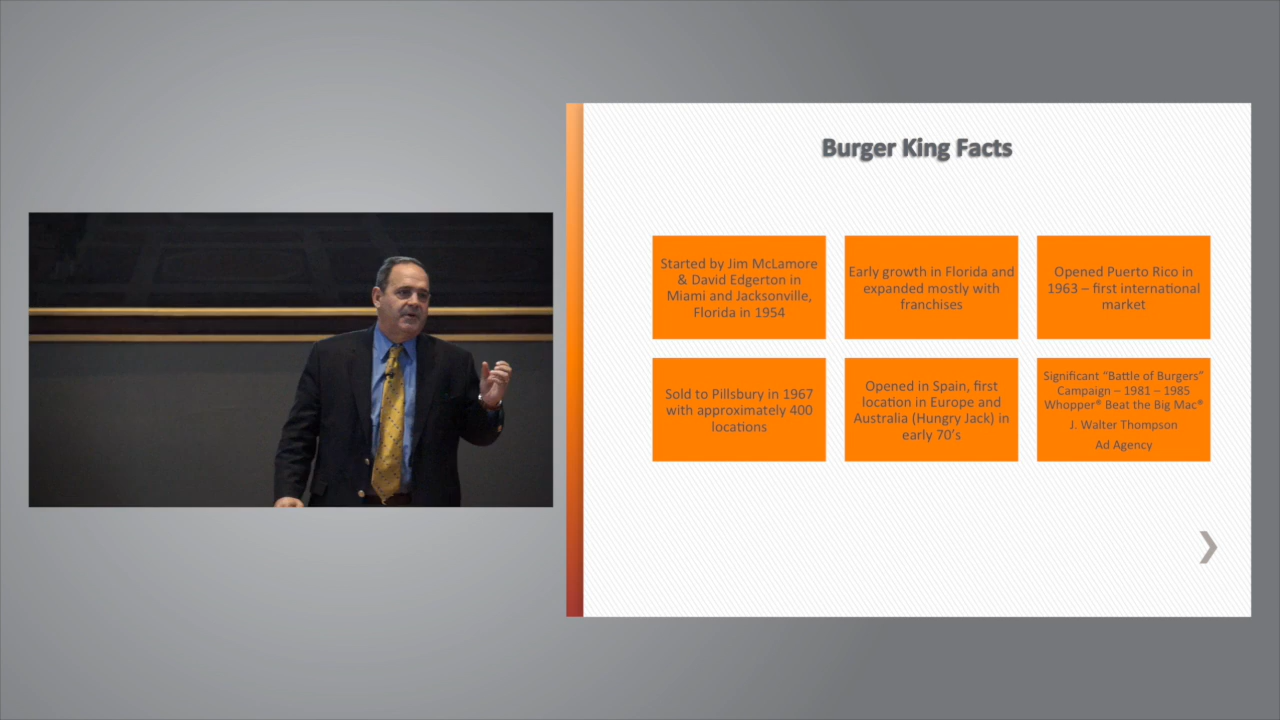 Burger King Facts
Started by Jim McLamore
& David Edgerton in
Miami and Jacksonville,
Florida in 1954
Early growth in Florida and
expanded mostly with
franchises
Opened Puerto Rico in
1963 – first international
market
Sold to Pillsbury in 1967
with approximately 400
locations
Opened in Spain, first
location in Europe and
Australia (Hungry Jack) in
early 70’s
Significant “Battle of Burgers”
Campaign – 1981 – 1985
Whopper® Beat the Big Mac®
J. Walter Thompson
Ad Agency